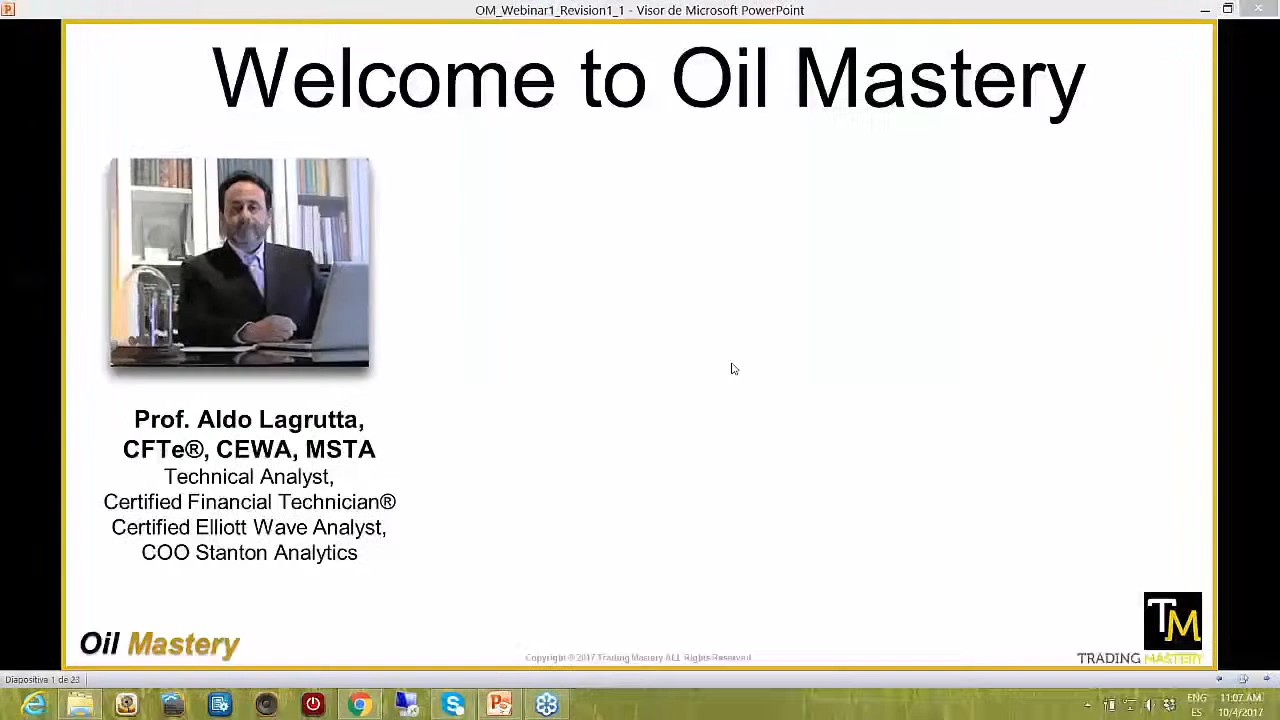 OM_Webinar1_Revision1_1 - Visor de Microsoft PowerPoint
Welcome to Oil Mastery
Prof. Aldo Lagrutta,
CFTe®, CEWA, MSTA
Technical Analyst,
Certified Financial Technician®
Certified Elliott Wave Analyst,
COO Stanton Analytics
Oil Mastery
Copyright © 2017 Trading Mastery ALL Rights Reserved
TM
TRADING MASTERY
Diapositiva 1 de 23
ENG
ES
11:07 AM
10/4/2017